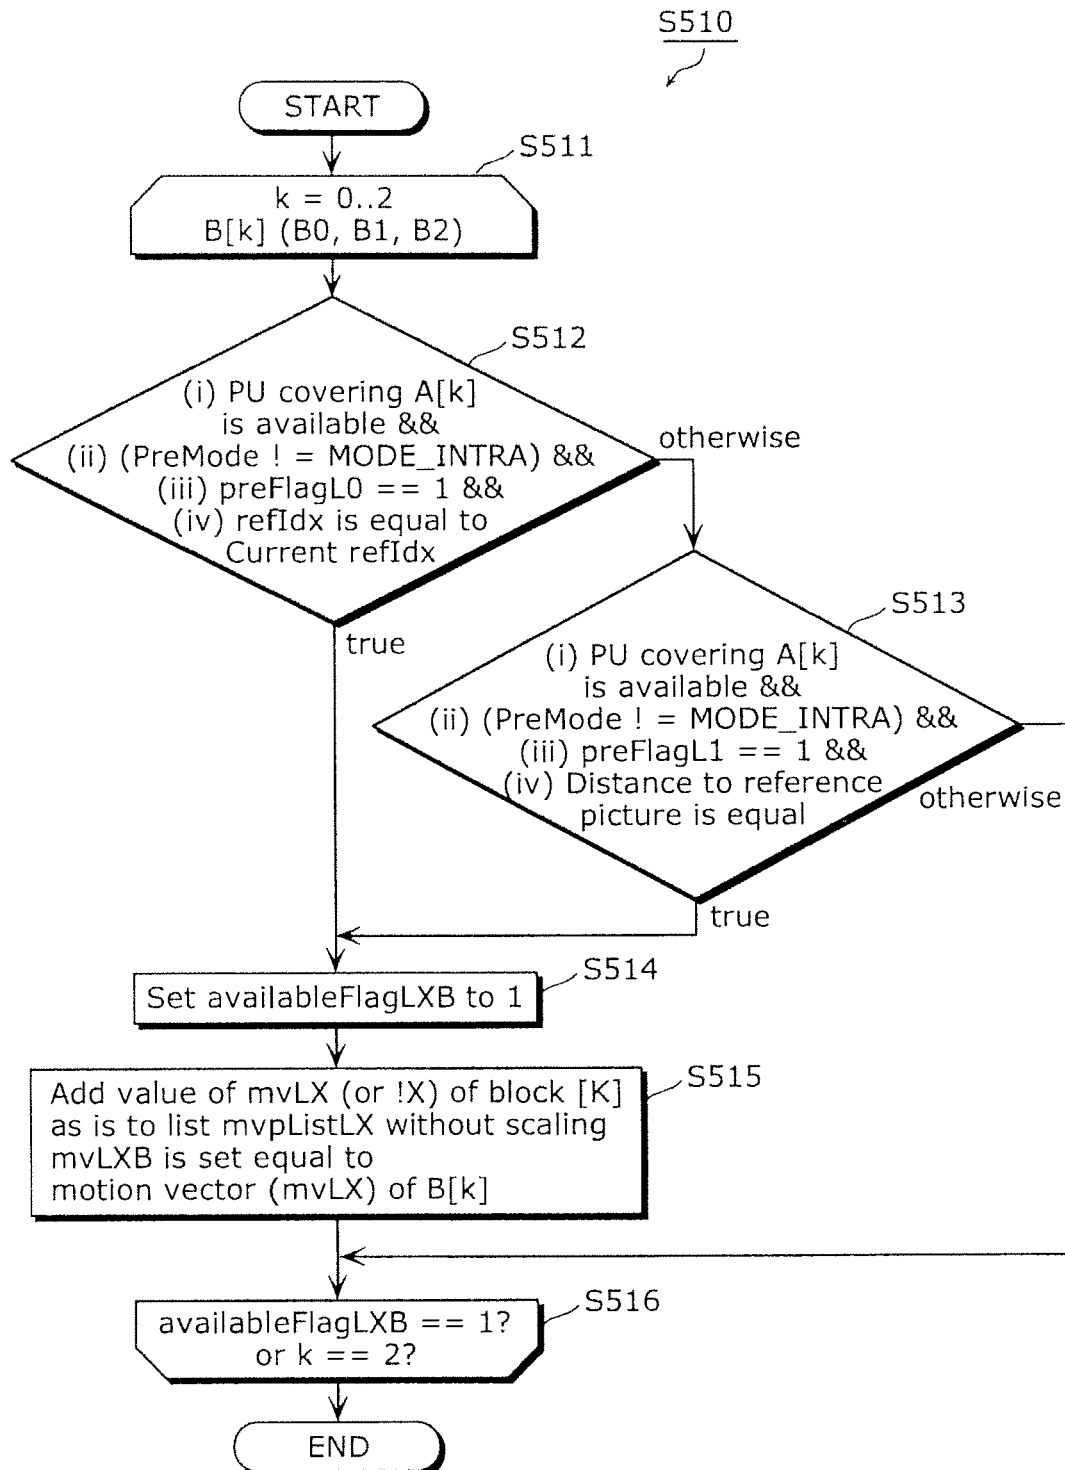 S510
START
S511
k = 0..2
B[k] (B0, B1, B2)
S512
(i) PU covering A[k]
is available &&
(ii) (PreMode ! = MODE_INTRA) &&
(iii) preFlagL0 == 1 &&
(iv) refIdx is equal to
Current refIdx
otherwise
true
S513
(i) PU covering A[k]
is available &&
(ii) (PreMode ! = MODE_INTRA) &&
(iii) preFlagL1 == 1 &&
(iv) Distance to reference
picture is equal
otherwise
true
S514
Set availableFlagLXB to 1
S515
Add value of mvLX (or !X) of block [K]
as is to list mvpListLX without scaling
mvLXB is set equal to
motion vector (mvLX) of B[k]
S516
availableFlagLXB == 1?
or k == 2?
END